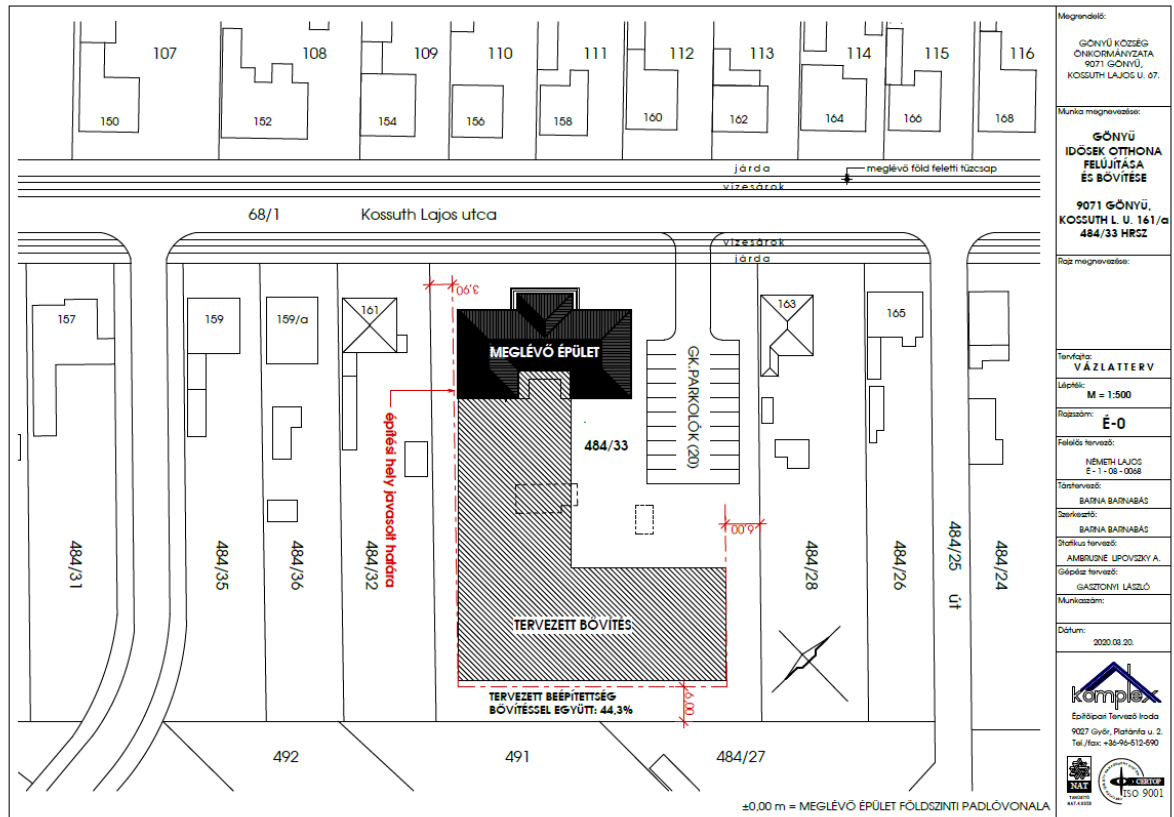 107
108
109
110
111
112
113
114
115
116
150
152
154
156
158
160
162
164
166
168
járda
meglévő föld feletti tűzcsap
vizesárok
68/1
Kossuth Lajos utca
vizesárok
járda
3,90
157
159
159/a
161
163
165
MEGLÉVŐ ÉPÜLET
GK.PARKOLÓK (20)
építési hely javasolt határa
484/33
6,00
484/31
484/35
484/36
484/32
484/28
484/26
484/25 út
484/24
TERVEZETT BŐVÍTÉS
TERVEZETT BEÉPÍTETTSÉG
BŐVÍTÉSSEL EGYÜTT: 44,3%
6,00
492
491
484/27
±0,00 m = MEGLÉVŐ ÉPÜLET FÖLDSZINTI PADLÓVONALA
Megrendelő:
GÖNYŰ KÖZSÉG
ÖNKORMÁNYZATA
9071 GÖNYŰ,
KOSSUTH LAJOS U. 67.
Munka megnevezése:
GÖNYŰ
IDŐSEK OTTHONA
FELÚJÍTÁSA
ÉS BŐVÍTÉSE
9071 GÖNYŰ,
KOSSUTH L. U. 161/a
484/33 HRSZ
Rajz megnevezése:
Tervfajta:
VÁZLATTERV
Lépték:
M = 1:500
Rajzszám:
É-0
Felelős tervező:
NÉMETH LAJOS
É - 1 - 08 - 0068
Társtervező:
BARNA BARNABÁS
Szerkesztő:
BARNA BARNABÁS
Statikus tervező:
AMBRUSNÉ LIPOVSZKY A.
Gépész tervező:
GASZTONYI LÁSZLÓ
Munkaszám:
Dátum:
2020.03.20.
komplex
Építőipari Tervező Iroda
9027 Győr, Platánfa u. 2.
Tel./fax: +36-96-512-590
NAT
CERTOP
ISO 9001